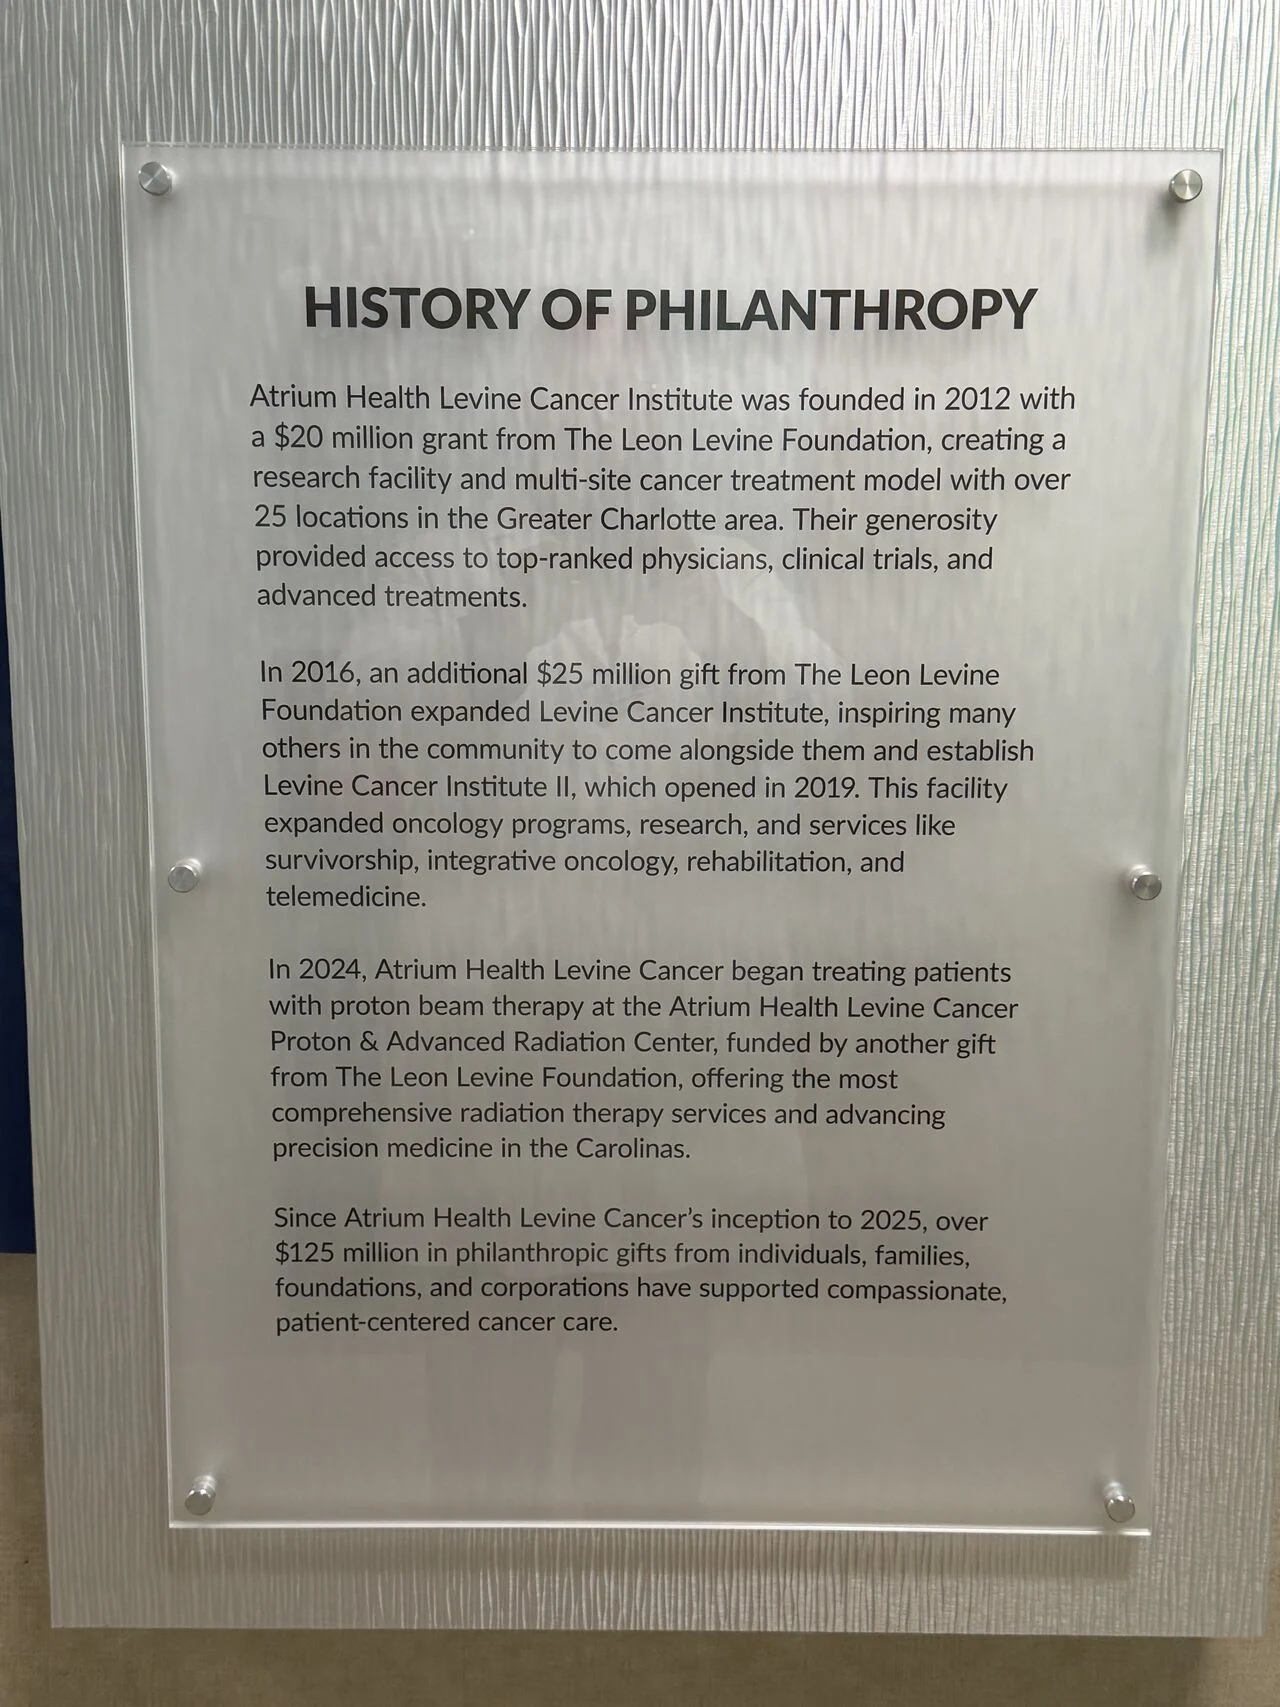 HISTORY OF PHILANTHROPY
Atrium Health Levine Cancer Institute was founded in 2012 with
a $20 million grant from The Leon Levine Foundation, creating a
research facility and multi-site cancer treatment model with over
25 locations in the Greater Charlotte area. Their generosity
provided access to top-ranked physicians, clinical trials, and
advanced treatments.
In 2016, an additional $25 million gift from The Leon Levine
Foundation expanded Levine Cancer Institute, inspiring many
others in the community to come alongside them and establish
Levine Cancer Institute II, which opened in 2019. This facility
expanded oncology programs, research, and services like
survivorship, integrative oncology, rehabilitation, and
telemedicine.
In 2024, Atrium Health Levine Cancer began treating patients
with proton beam therapy at the Atrium Health Levine Cancer
Proton & Advanced Radiation Center, funded by another gift
from The Leon Levine Foundation, offering the most
comprehensive radiation therapy services and advancing
precision medicine in the Carolinas.
Since Atrium Health Levine Cancer’s inception to 2025, over
$125 million in philanthropic gifts from individuals, families,
foundations, and corporations have supported compassionate,
patient-centered cancer care.